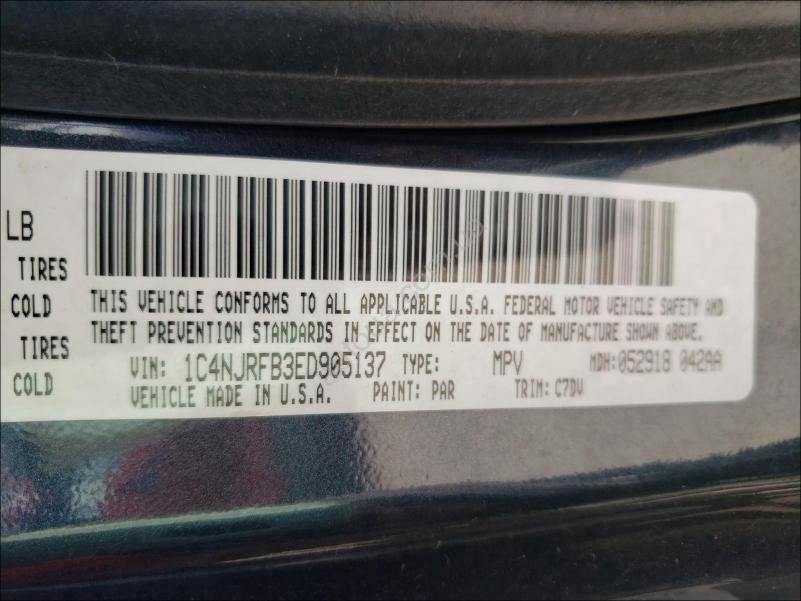 LB
TIRES
COLD
TIRES
COLD
THIS VEHICLE CONFORMS TO ALL APPLICABLE U.S.A. FEDERAL MOTOR VEHICLE SAFETY AND
THEFT PREVENTION STANDARDS IN EFFECT ON THE DATE OF MANUFACTURE SHOWN ABOVE.
VIN: 1C4NJRFB3ED905137 TYPE: MPV MDH: 052918 042AA
VEHICLE MADE IN U.S.A. PAINT: PAR TRIM: C7DV